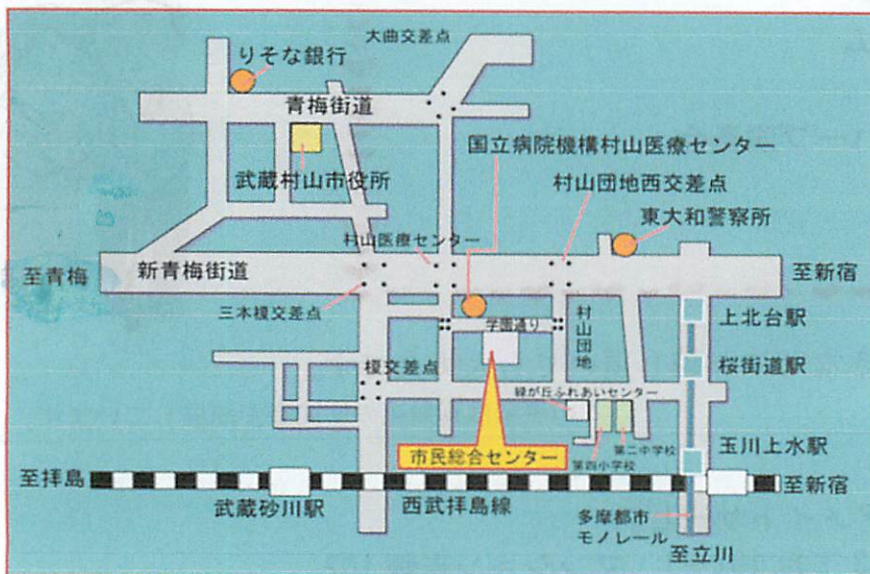 大曲交差点
りそな銀行
青梅街道
国立病院機構村山医療センター
武蔵村山市役所
村山団地西交差点
東大和警察所
村山医療センター
至青梅
新青梅街道
至新宿
三本榎交差点
学園通り
村山団地
上北台駅
榎交差点
桜街道駅
緑が丘ふれあいセンター
市民総合センター
第二中学校
第四小学校
玉川上水駅
至拝島
至新宿
武蔵砂川駅
西武拝島線
多摩都市
モノレール
至立川